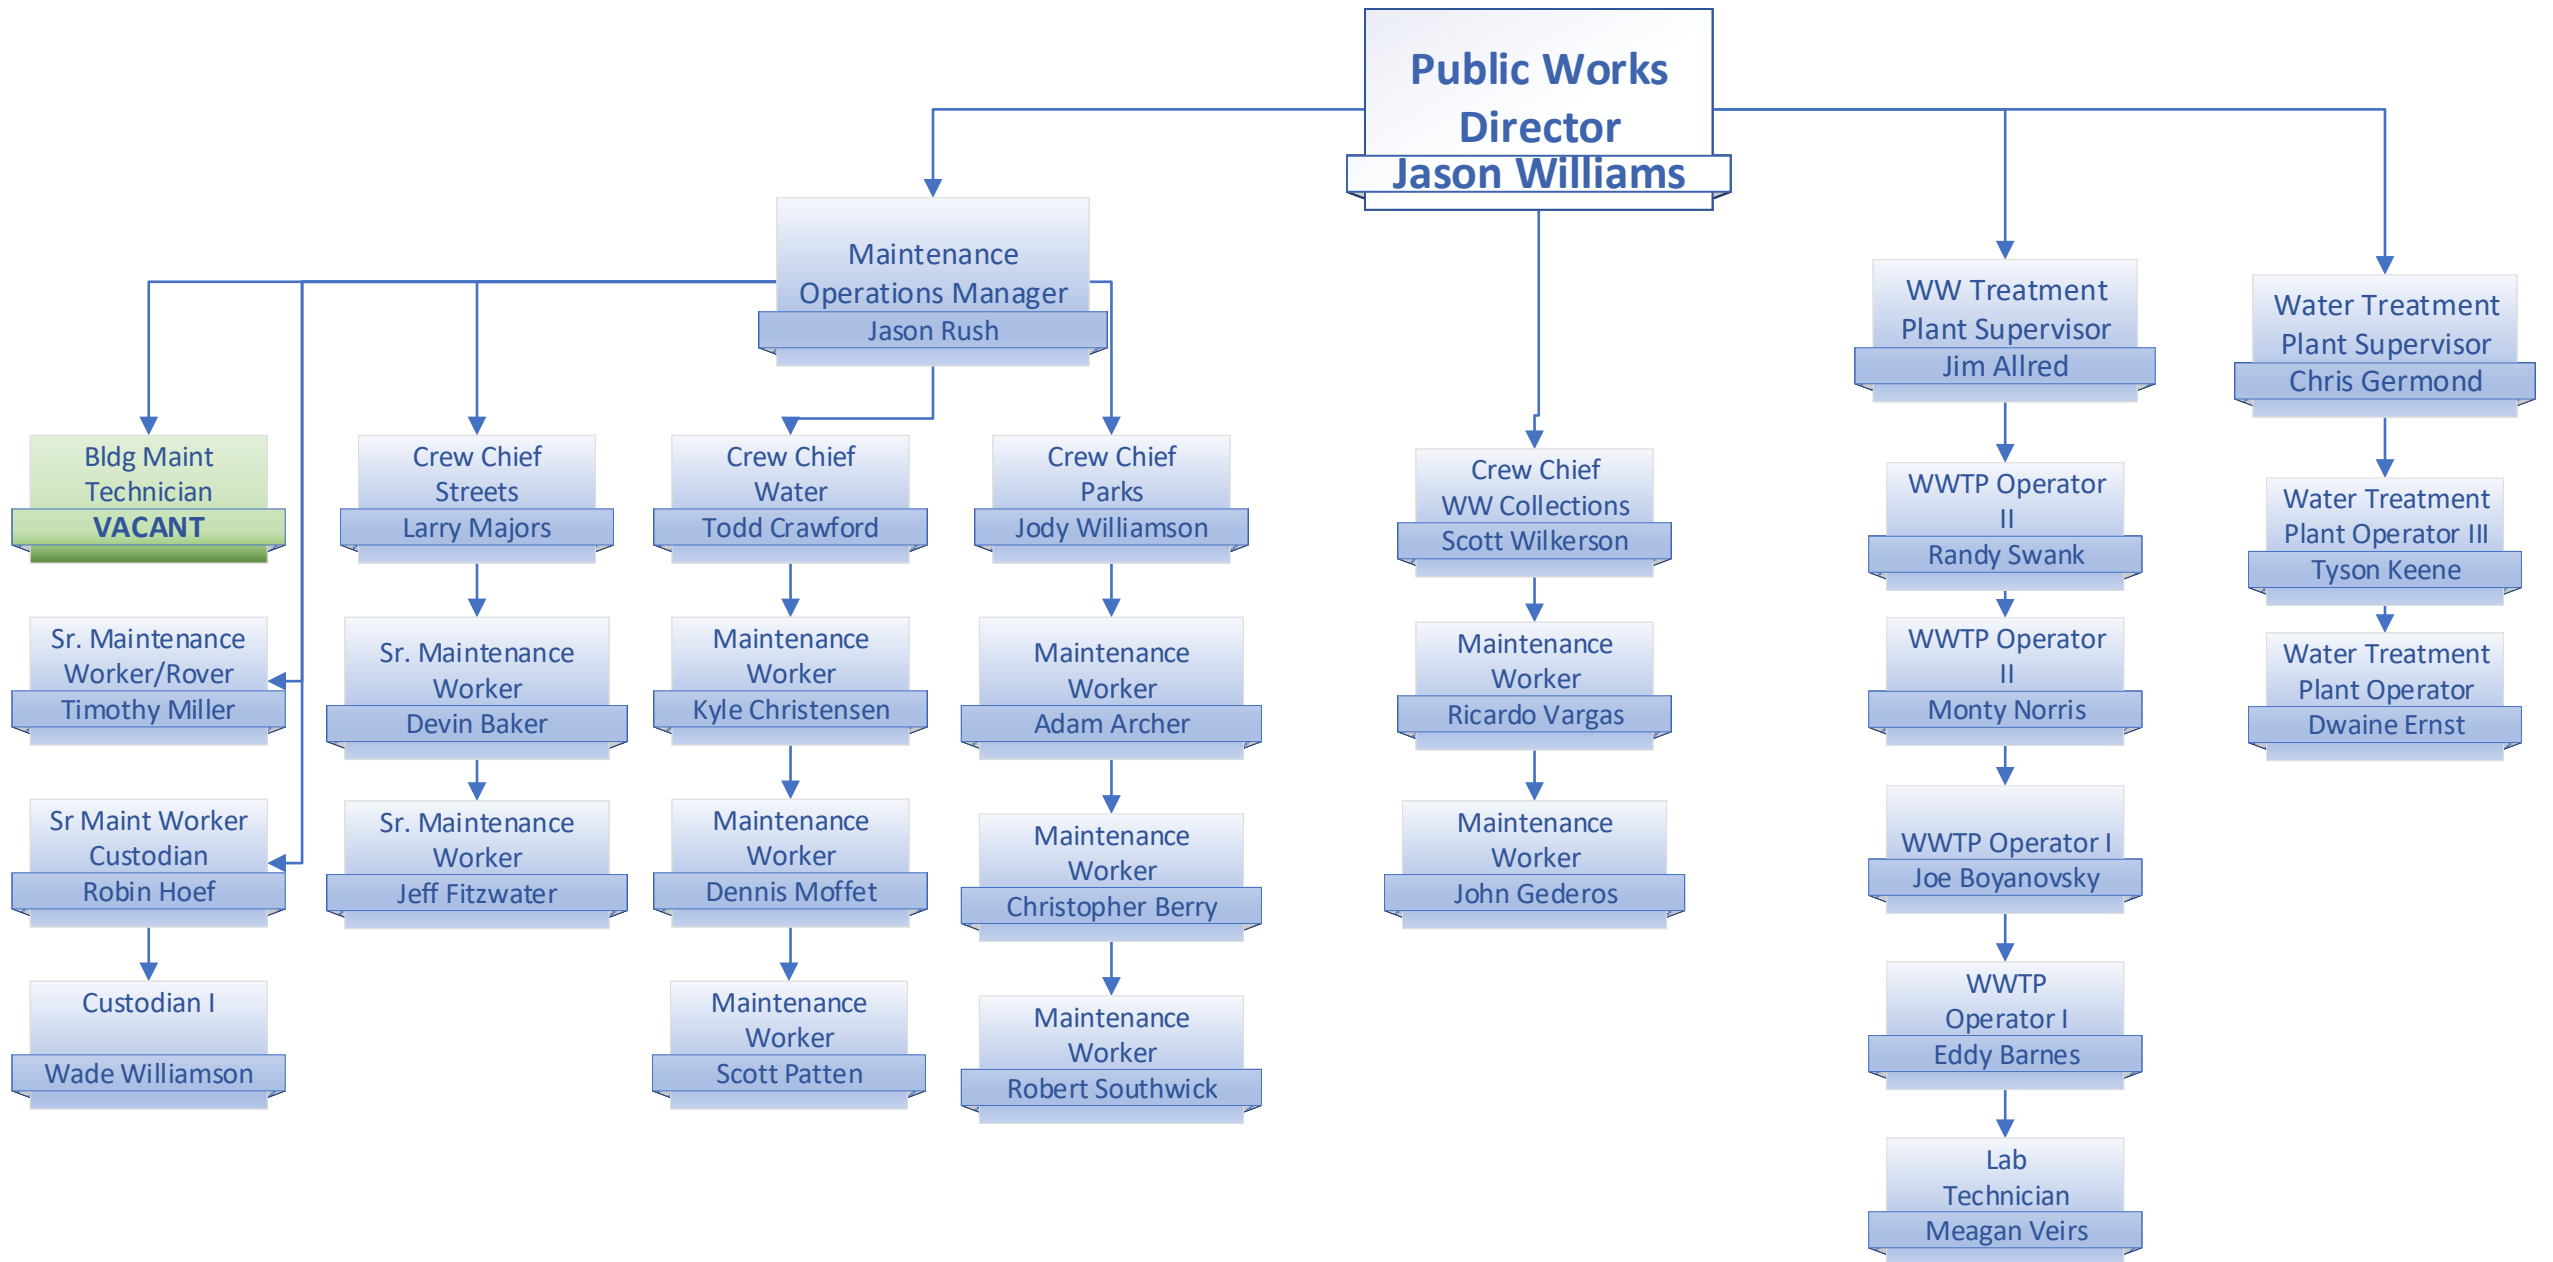 Public Works
Director
Jason Williams
Maintenance
Operations Manager
Jason Rush
Bldg Maint
Technician
VACANT
Sr. Maintenance
Worker/Rover
Timothy Miller
Sr Maint Worker
Custodian
Robin Hoef
Custodian I
Wade Williamson
Crew Chief
Streets
Larry Majors
Sr. Maintenance
Worker
Devin Baker
Sr. Maintenance
Worker
Jeff Fitzwater
Crew Chief
Water
Todd Crawford
Maintenance
Worker
Kyle Christensen
Maintenance
Worker
Dennis Moffet
Maintenance
Worker
Scott Patten
Crew Chief
Parks
Jody Williamson
Maintenance
Worker
Adam Archer
Maintenance
Worker
Christopher Berry
Maintenance
Worker
Robert Southwick
Crew Chief
WW Collections
Scott Wilkerson
Maintenance
Worker
Ricardo Vargas
Maintenance
Worker
John Gederos
WW Treatment
Plant Supervisor
Jim Allred
WWTP Operator
II
Randy Swank
WWTP Operator
II
Monty Norris
WWTP Operator I
Joe Boyanovsky
WWTP
Operator I
Eddy Barnes
Lab
Technician
Meagan Veirs
Water Treatment
Plant Supervisor
Chris Germond
Water Treatment
Plant Operator III
Tyson Keene
Water Treatment
Plant Operator
Dwaine Ernst